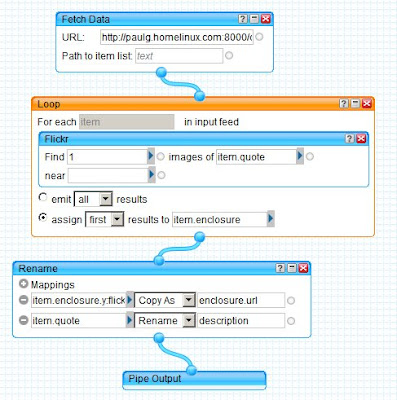 Fetch Data
URL: http://paulg.homelinux.com:8000/
Path to item list: text
Loop
For each item in input feed
Flickr
Find 1 images of item.quote
near
emit all results
assign first results to item.enclosure
Rename
Mappings
item.enclosure.y:flick Copy As enclosure.url
item.quote Rename description
Pipe Output